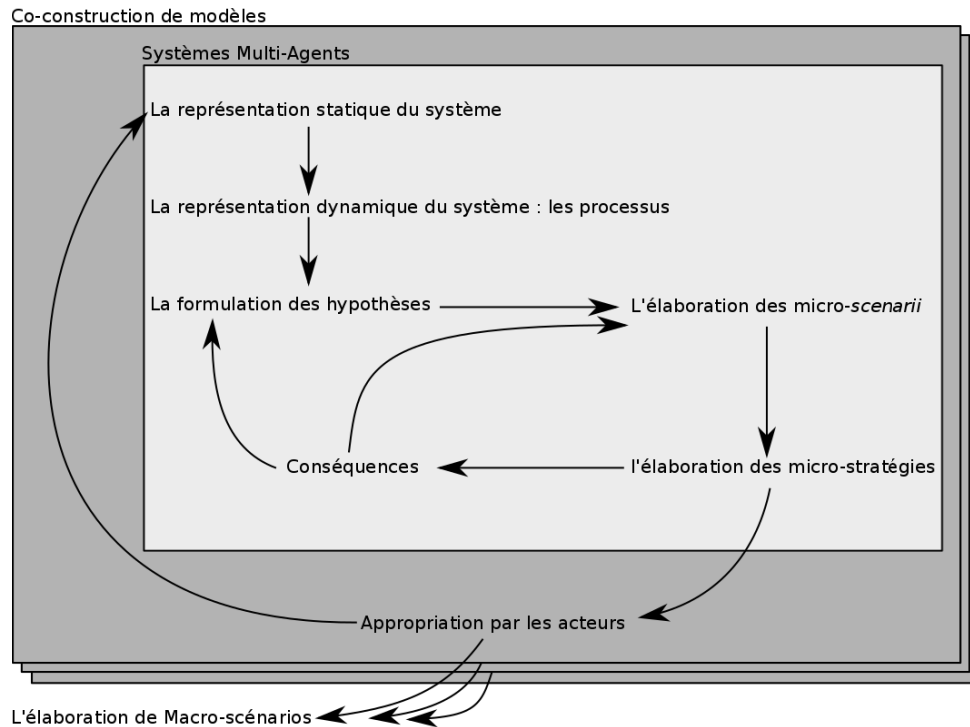 Co-construction de modèles
Systèmes Multi-Agents
La représentation statique du système
La représentation dynamique du système : les processus
La formulation des hypothèses
L'élaboration des micro-scenarii
Conséquences
l'élaboration des micro-stratégies
Appropriation par les acteurs
L'élaboration de Macro-scénarios